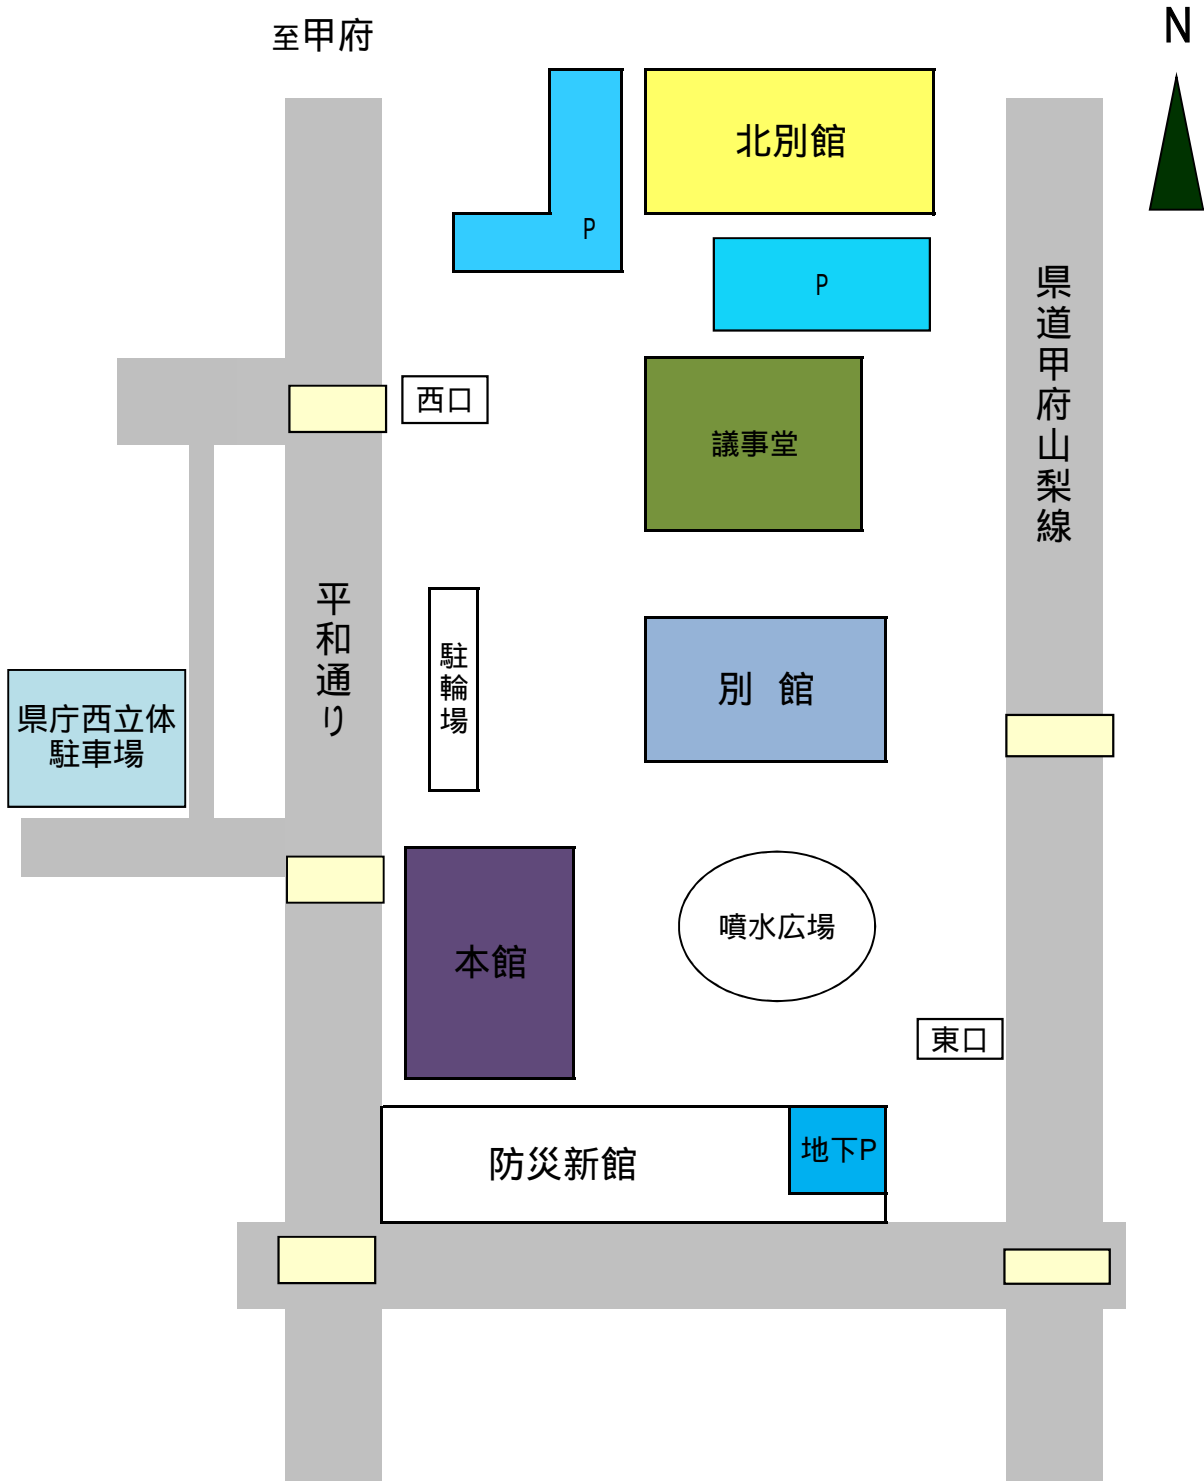 N
至甲府
北別館
P
P
県道甲府山梨線
西口
議事堂
平和通り
駐輪場
別 館
県庁西立体
駐車場
本館
噴水広場
東口
防災新館
地下P